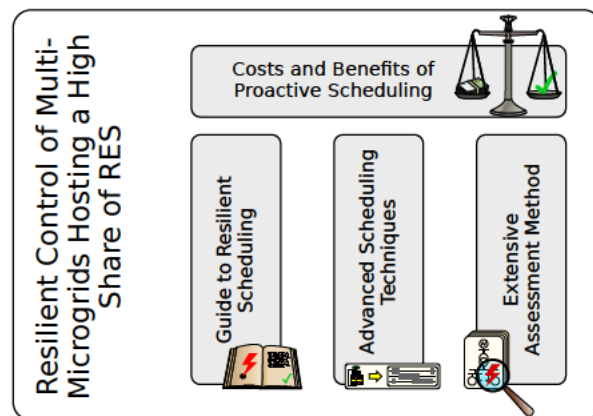 Resilient Control of Multi-
Microgrids Hosting a High
Share of RES
Costs and Benefits of
Proactive Scheduling
Guide to Resilient
Scheduling
Advanced Scheduling
Techniques
Extensive
Assessment Method